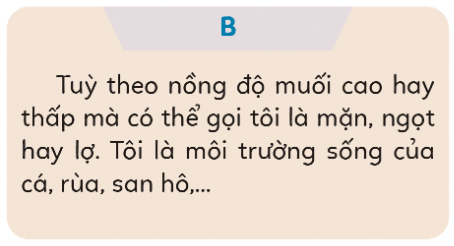 B
Tuỳ theo nồng độ muối cao hay
thấp mà có thể gọi tôi là mặn, ngọt
hay lợ. Tôi là môi trường sống của
cá, rùa, san hô,...